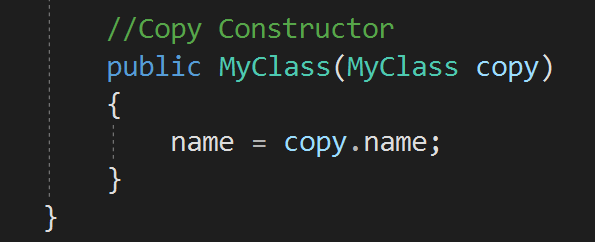 //Copy Constructor
public MyClass(MyClass copy)
{
name = copy.name;
}
}